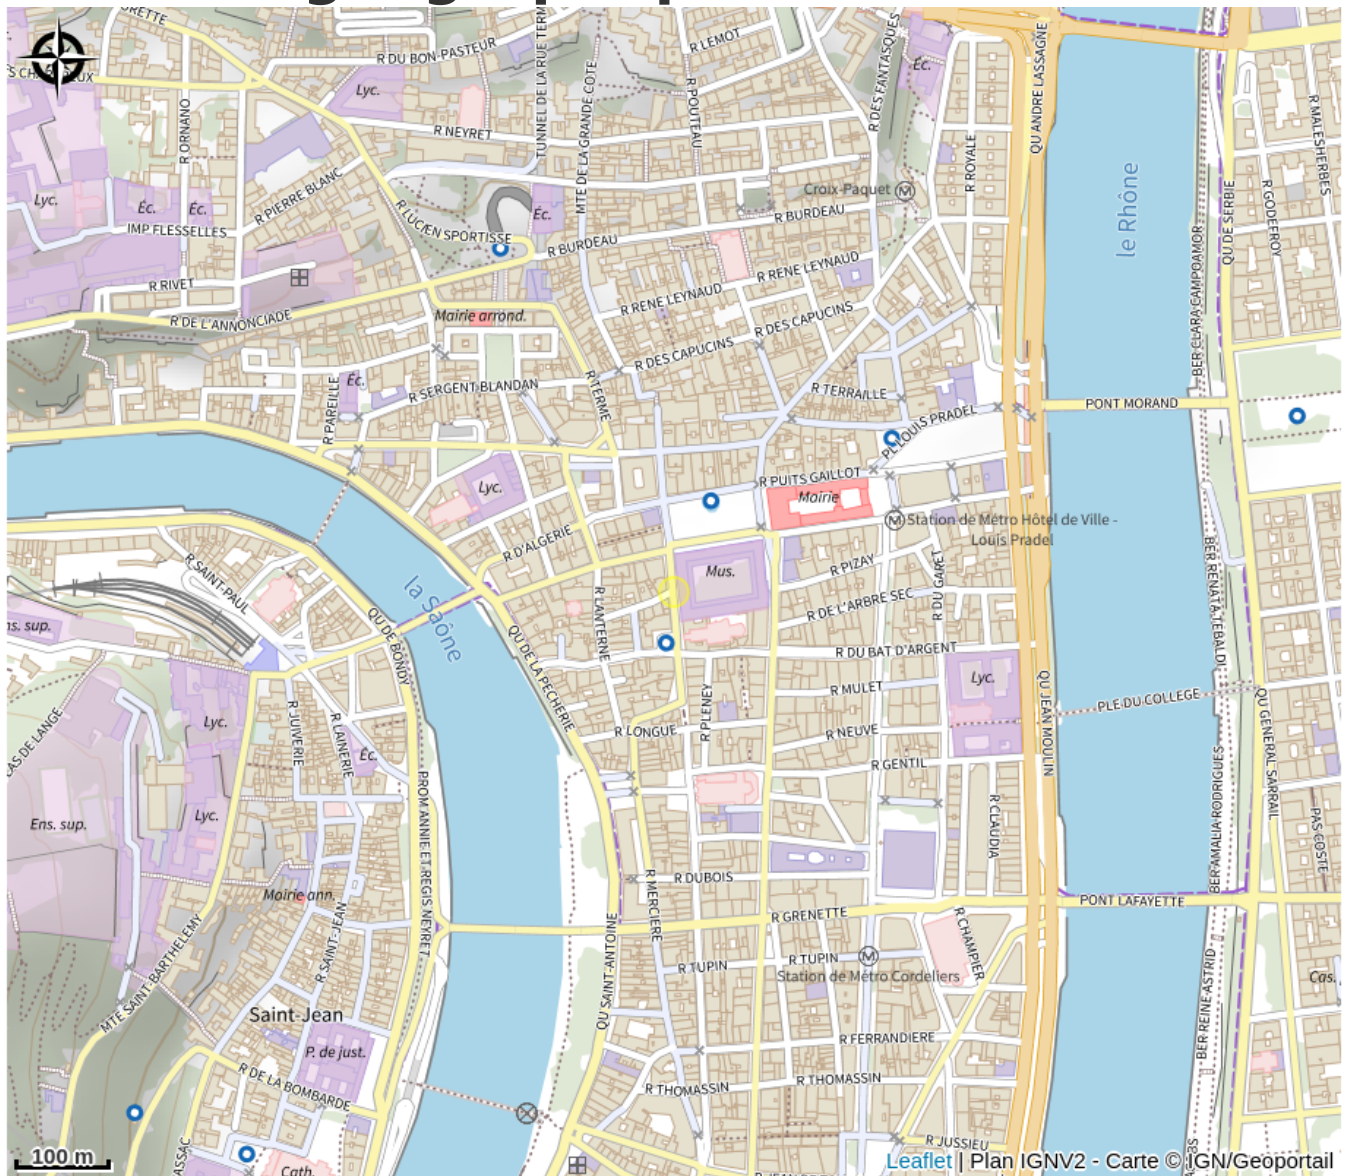 R DU BON-PASTEUR
R LEMOT
R DES FANTASQUES
QU ANDRE LASSAGNE
Éc.
Lyc.
R NEYRET
TUNNEL DE LA RUE TERM
MTE DE LA GRANDE COTE
R POUTEAU
R ORNANO
R ROYALE
le Rhône
QU DE SERBIE
R GODEFROY
R MALESHERBES
Croix-Paquet
M
R PIERRE BLANC
Lyc.
Éc.
Éc.
Éc.
IMP FLESSELLES
R LUCIEN SPORTISSE
R BURDEAU
R BURDEAU
R RENE LEYNAUD
R RENE LEYNAUD
R RIVET
R DE L'ANNONCIADE
Mairie arrond.
R DES CAPUCINS
R DES CAPUCINS
BER CLARA CAMPOAMOR
Éc.
R PAREILLE
R SERGENT BLANDAN
R TERME
R TERRAILLE
PL LOUIS PRADEL
PONT MORAND
R PUITS GAILLOT
Lyc.
Mairie
M
Station de Métro Hôtel de Ville -
Louis Pradel
R D'ALGERIE
R SAINT-PAUL
la Saône
Mus.
R PIZAY
R DE L'ARBRE SEC
R DU GARET
BER RENATA TEBALDI
ns. sup.
QU DE BONDY
R LANTERNE
QU DE LA PECHERIE
R DU BAT D'ARGENT
Lyc.
R MULET
R PLENEY
PLE DU COLLEGE
QU JEAN MOULIN
QU GENERAL SARRAIL
Lyc.
R JUIVERIE
R LAINERIE
Éc.
R LONGUE
R NEUVE
R GENTIL
AS DE LANGE
Ens. sup.
Lyc.
PROM ANNIE ET REGIS NEYRET
R CLAUDIA
BER AMALIA RODRIGUES
PAS COSTE
Mairie ann.
R MERCIERE
R DUBOIS
R GRENETTE
PONT LAFAYETTE
MTE SAINT-BARTHELEMY
R SAINT-JEAN
QU SAINT-ANTOINE
R TUPIN
R TUPIN
M
Station de Métro Cordeliers
R CHAMPIER
BER REINE ASTRID
Cas.
Saint-Jean
P. de just.
R FERRANDIERE
R DE LA BOMBARDE
R THOMASSIN
R THOMASSIN
R JUSSIEU
100 m
Cath.
Leaflet | Plan IGNV2 - Carte © IGN/Geoportail